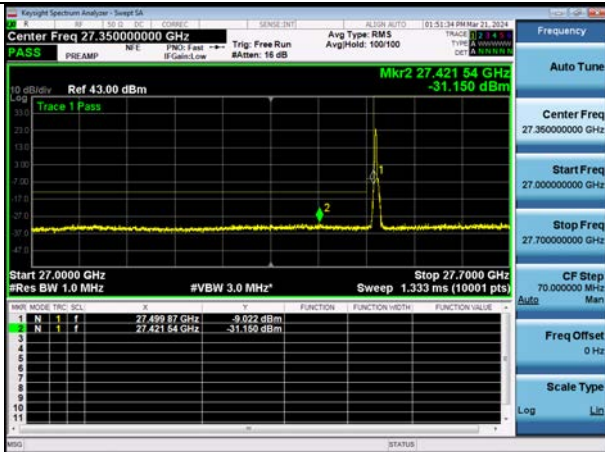 Keysight Spectrum Analyzer - Swept SA
R RF 50 Ω DC CORREC SENSE:INT ALIGN AUTO 01:51:34 PM Mar 21, 2024
Center Freq 27.350000000 GHz
Avg Type: RMS
TRACE 1 2 3 4 5 6
PASS PREAMP NFE PNO: Fast Trig: Free Run Avg|Hold: 100/100 TYPE A WWWWW
IFGain:Low #Atten: 16 dB DET A N N N N N
Mkr2 27.421 54 GHz
10 dB/div Ref 43.00 dBm -31.150 dBm
Log
Trace 1 Pass
33.0
23.0
13.0
3.00
-7.00
-17.0
-27.0
-37.0
-47.0
1
2
Start 27.0000 GHz Stop 27.7000 GHz
#Res BW 1.0 MHz #VBW 3.0 MHz* Sweep 1.333 ms (10001 pts)
MKR MODE TRC SCL X Y FUNCTION FUNCTION WIDTH FUNCTION VALUE
1 N 1 f 27.499 87 GHz -9.022 dBm
2 N 1 f 27.421 54 GHz -31.150 dBm
3
4
5
6
7
8
9
10
11
MSG STATUS
Frequency
Auto Tune
Center Freq
27.350000000 GHz
Start Freq
27.000000000 GHz
Stop Freq
27.700000000 GHz
CF Step
70.000000 MHz
Auto Man
Freq Offset
0 Hz
Scale Type
Log Lin